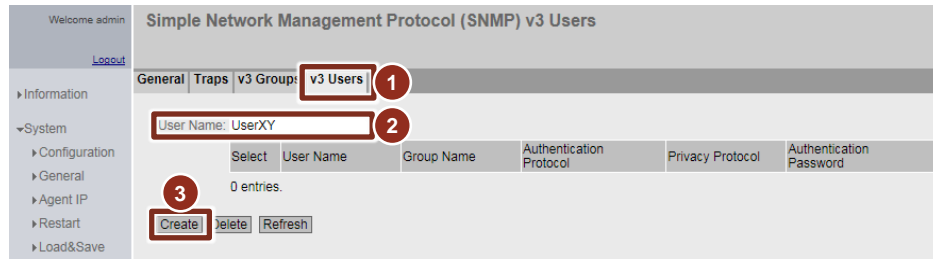 Welcome admin
Logout
Simple Network Management Protocol (SNMP) v3 Users
General Traps v3 Groups v3 Users 1
Information
System
Configuration
General
Agent IP
Restart
Load&Save
User Name: UserXY 2
Select User Name Group Name Authentication Protocol Privacy Protocol Authentication Password
0 entries.
3
Create Delete Refresh